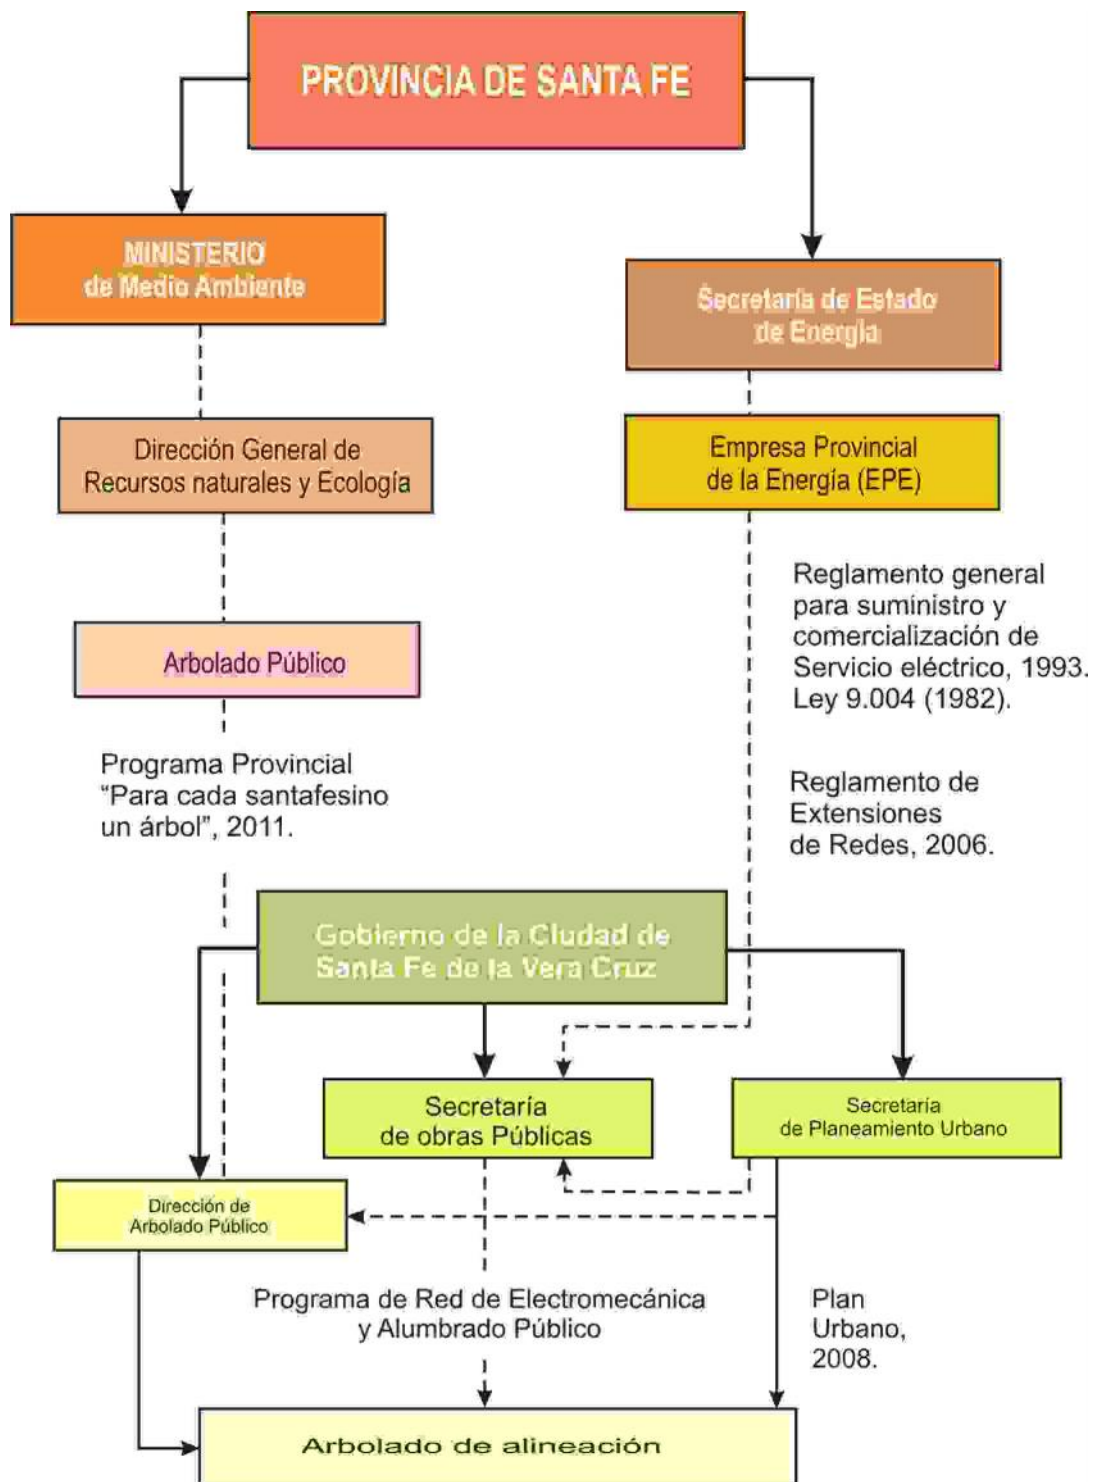 PROVINCIA DE SANTA FE
MINISTERIO
de Medio Ambiente
Secretaría de Estado
de Energía
Dirección General de
Recursos naturales y Ecología
Empresa Provincial
de la Energía (EPE)
Reglamento general
para suministro y
comercialización de
Servicio eléctrico, 1993.
Ley 9.004 (1982).
Arbolado Público
Programa Provincial
“Para cada santafesino
un árbol”, 2011.
Reglamento de
Extensiones
de Redes, 2006.
Gobierno de la Ciudad de
Santa Fe de la Vera Cruz
Secretaría
de obras Públicas
Secretaría
de Planeamiento Urbano
Dirección de
Arbolado Público
Programa de Red de Electromecánica
y Alumbrado Público
Plan
Urbano,
2008.
Arbolado de alineación